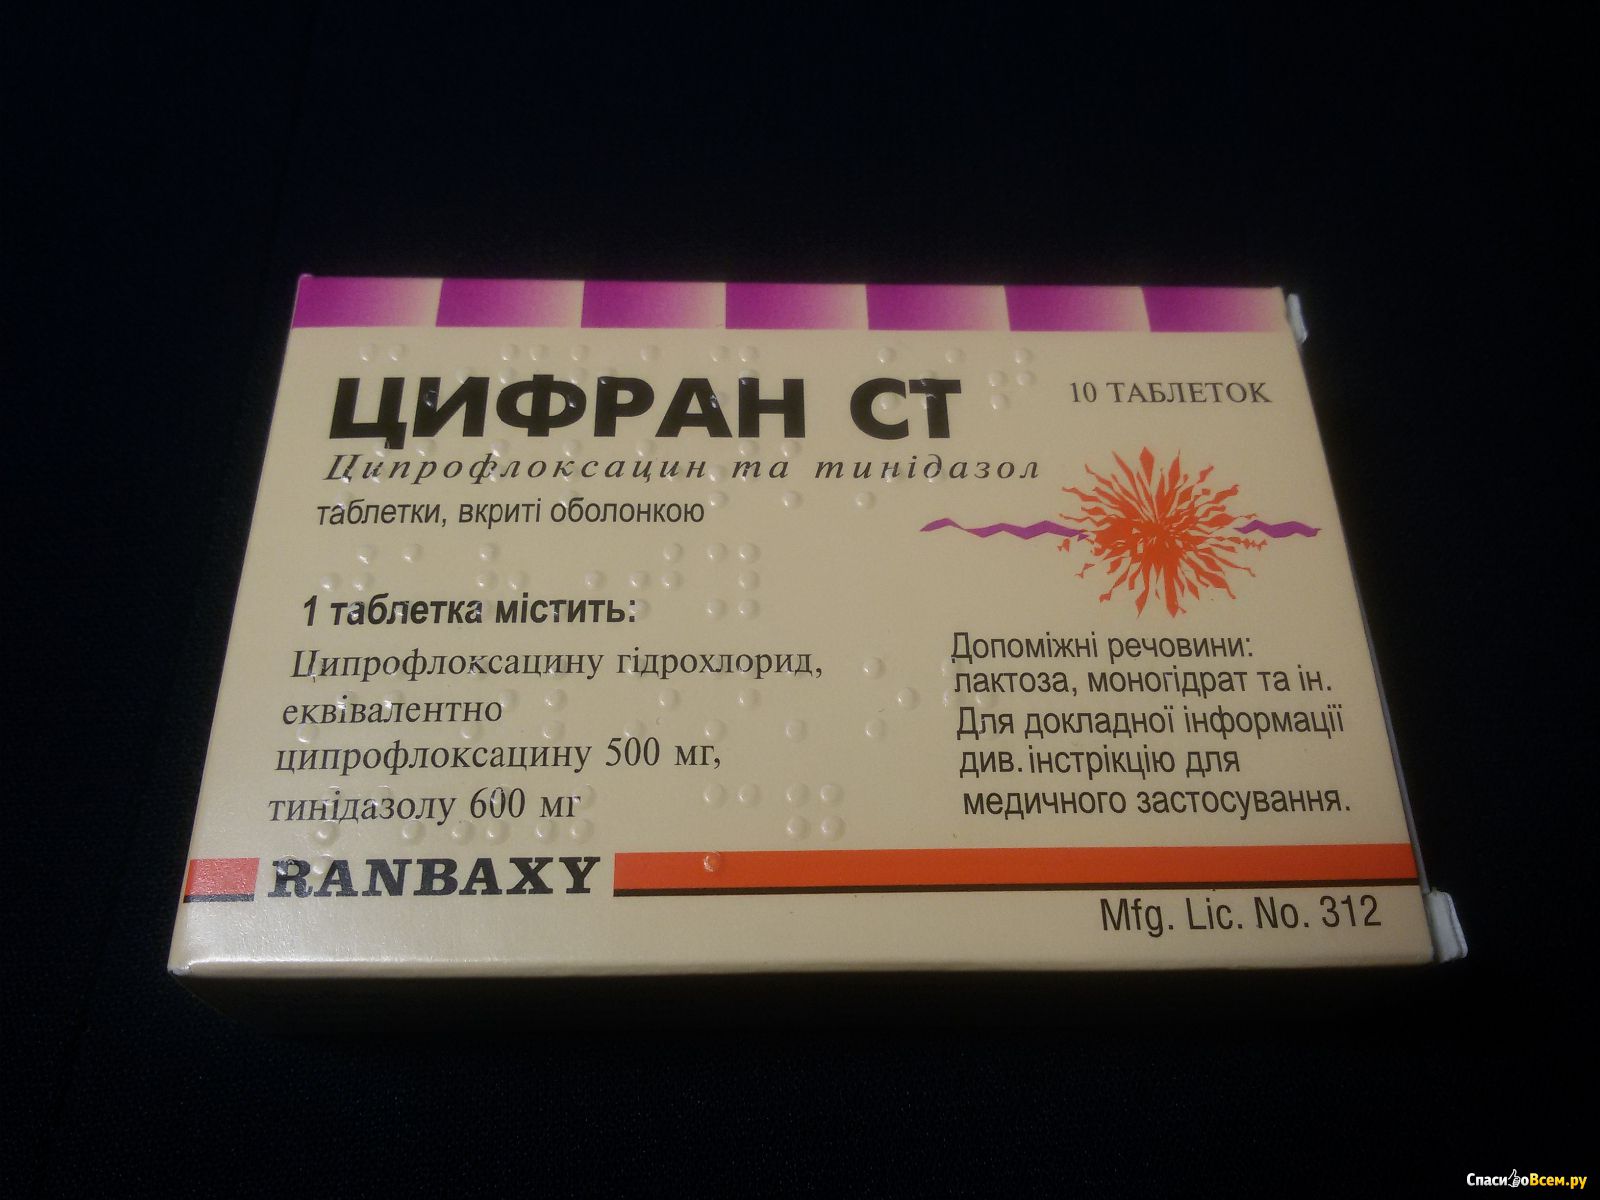 ЦИФРАН СТ
10 ТАБЛЕТОК
Ципрофлоксацин та тинідазол
таблетки, вкриті оболонкою
1 таблетка містить:
Ципрофлоксацину гідрохлорид,
еквівалентно
ципрофлоксацину 500 мг,
тинідазолу 600 мг
Допоміжні речовини:
лактоза, моногідрат та ін.
Для докладної інформації
див. інстрікцію для
медичного застосування.
RANBAXY
Mfg. Lic. No. 312
СпасибоВсем.ру